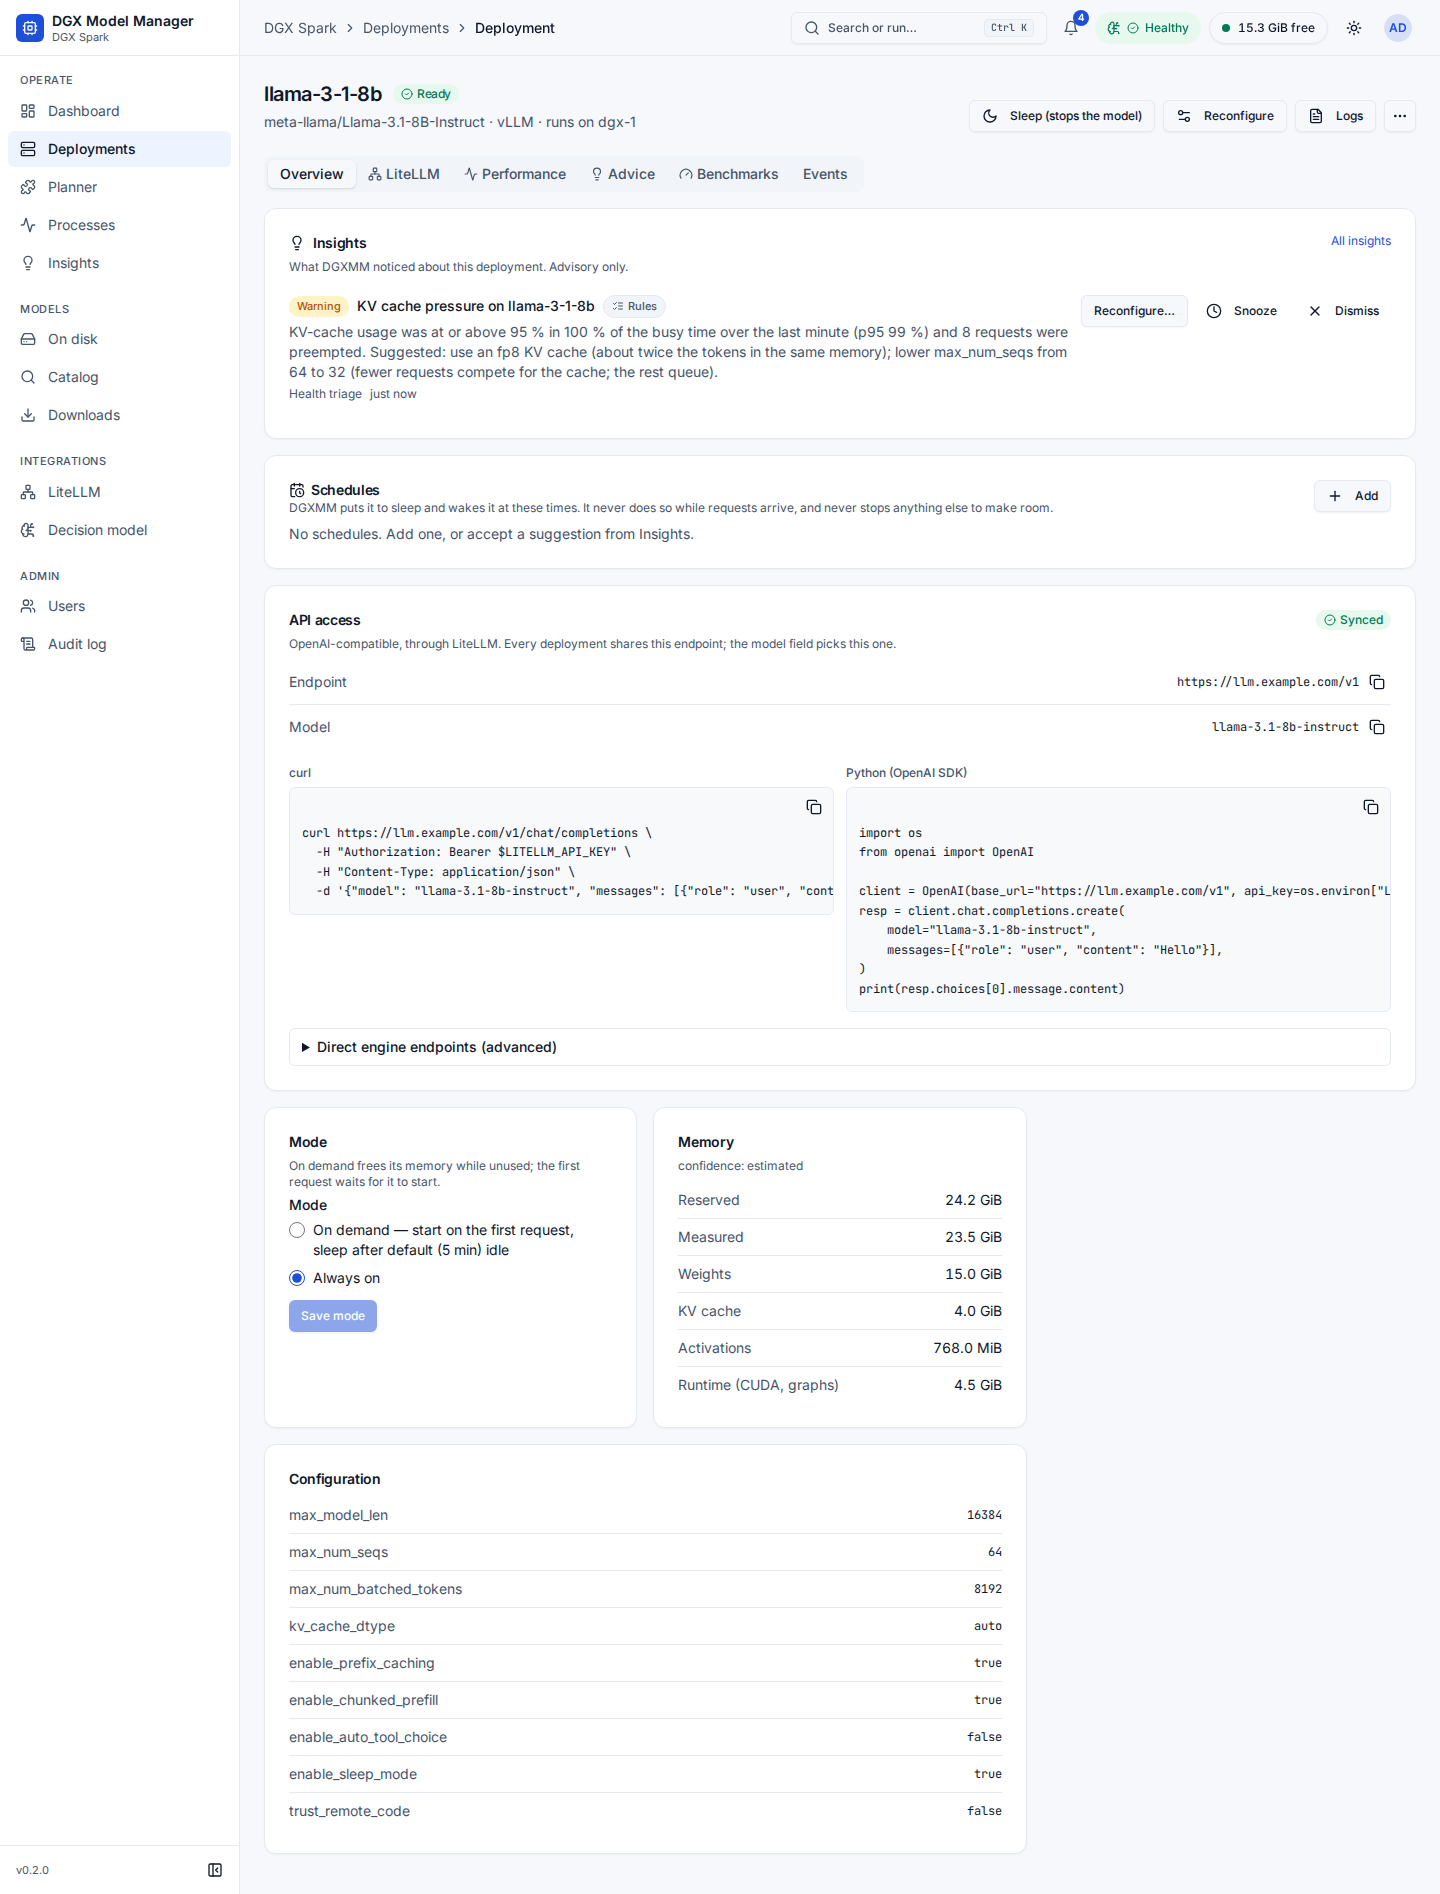 DGX Model Manager
DGX Spark
OPERATE
Dashboard
Deployments
Planner
Processes
Insights
MODELS
On disk
Catalog
Downloads
INTEGRATIONS
LiteLLM
Decision model
ADMIN
Users
Audit log
v0.2.0
DGX Spark > Deployments > Deployment
Search or run... Ctrl K
4
Healthy
15.3 GiB free
AD
llama-3-1-8b
Ready
meta-llama/Llama-3.1-8B-Instruct · vLLM · runs on dgx-1
Sleep (stops the model)
Reconfigure
Logs
Overview
LiteLLM
Performance
Advice
Benchmarks
Events
Insights
All insights
What DGXMM noticed about this deployment. Advisory only.
Warning
KV cache pressure on llama-3-1-8b
Rules
Reconfigure...
Snooze
Dismiss
KV-cache usage was at or above 95 % in 100 % of the busy time over the last minute (p95 99 %) and 8 requests were
preempted. Suggested: use an fp8 KV cache (about twice the tokens in the same memory); lower max_num_seqs from
64 to 32 (fewer requests compete for the cache; the rest queue).
Health triage just now
Schedules
DGXMM puts it to sleep and wakes it at these times. It never does so while requests arrive, and never stops anything else to make room.
Add
No schedules. Add one, or accept a suggestion from Insights.
API access
Synced
OpenAI-compatible, through LiteLLM. Every deployment shares this endpoint; the model field picks this one.
Endpoint
https://llm.example.com/v1
Model
llama-3.1-8b-instruct
curl
curl https://llm.example.com/v1/chat/completions \
-H "Authorization: Bearer $LITELLM_API_KEY" \
-H "Content-Type: application/json" \
-d '{"model": "llama-3.1-8b-instruct", "messages": [{"role": "user", "cont
Python (OpenAI SDK)
import os
from openai import OpenAI
client = OpenAI(base_url="https://llm.example.com/v1", api_key=os.environ["L
resp = client.chat.completions.create(
model="llama-3.1-8b-instruct",
messages=[{"role": "user", "content": "Hello"}],
)
print(resp.choices[0].message.content)
Direct engine endpoints (advanced)
Mode
On demand frees its memory while unused; the first
request waits for it to start.
Mode
On demand — start on the first request,
sleep after default (5 min) idle
Always on
Save mode
Memory
confidence: estimated
Reserved 24.2 GiB
Measured 23.5 GiB
Weights 15.0 GiB
KV cache 4.0 GiB
Activations 768.0 MiB
Runtime (CUDA, graphs) 4.5 GiB
Configuration
max_model_len 16384
max_num_seqs 64
max_num_batched_tokens 8192
kv_cache_dtype auto
enable_prefix_caching true
enable_chunked_prefill true
enable_auto_tool_choice false
enable_sleep_mode true
trust_remote_code false